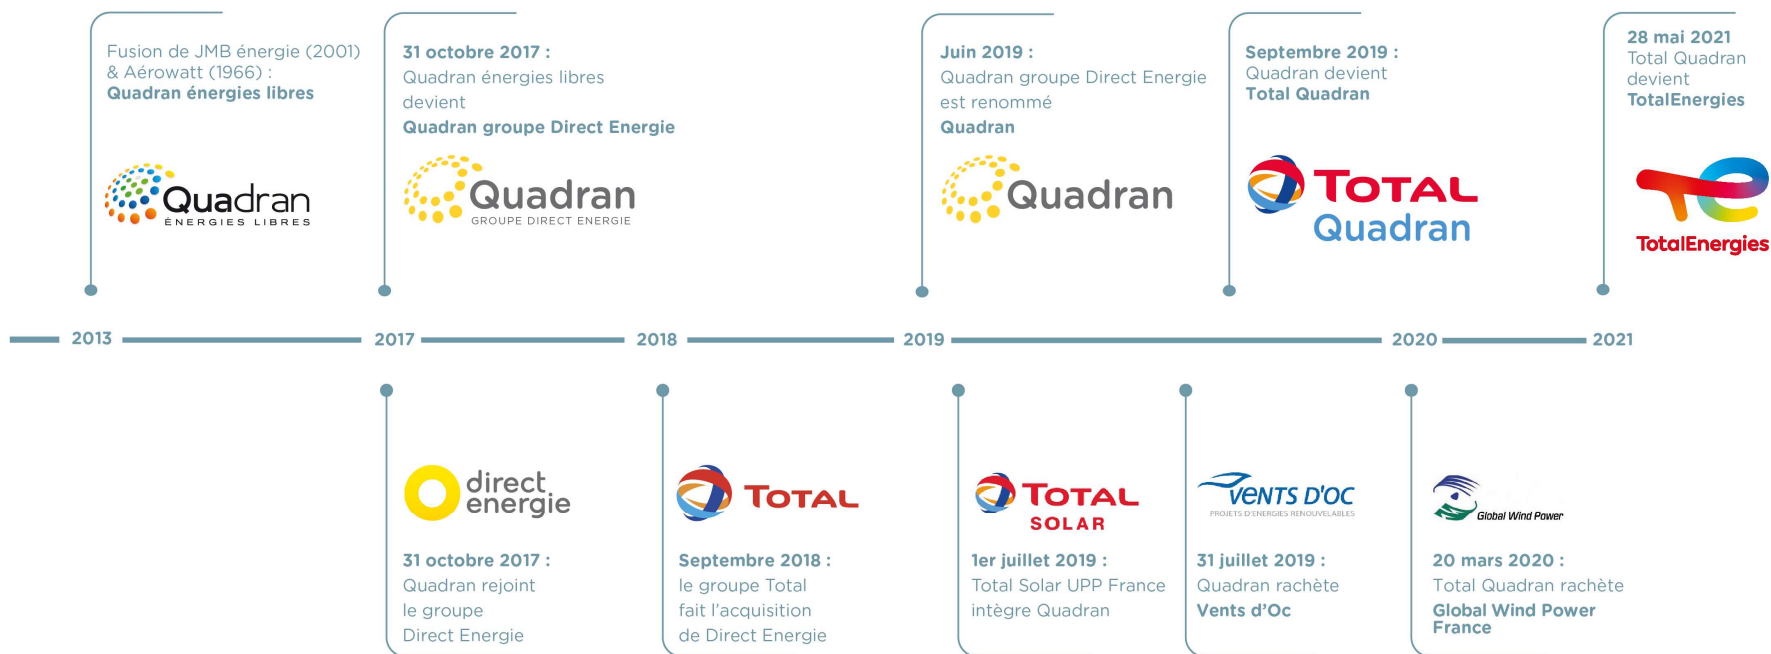 Fusion de JMB énergie (2001)
& Aérowatt (1966) :
Quadran énergies libres
Quadran
ÉNERGIES LIBRES
31 octobre 2017 :
Quadran énergies libres
devient
Quadran groupe Direct Energie
Quadran
GROUPE DIRECT ENERGIE
Juin 2019 :
Quadran groupe Direct Energie
est renommé
Quadran
Quadran
Septembre 2019 :
Quadran devient
Total Quadran
TOTAL
Quadran
28 mai 2021
Total Quadran
devient
TotalEnergies
TotalEnergies
2013 2017 2018 2019 2020 2021
direct
energie
31 octobre 2017 :
Quadran rejoint
le groupe
Direct Energie
TOTAL
Septembre 2018 :
le groupe Total
fait l'acquisition
de Direct Energie
TOTAL
SOLAR
1er juillet 2019 :
Total Solar UPP France
intègre Quadran
VENTS D'OC
PROJETS D'ENERGIES RENOUVELABLES
31 juillet 2019 :
Quadran rachète
Vents d'Oc
Global Wind Power
20 mars 2020 :
Total Quadran rachète
Global Wind Power
France